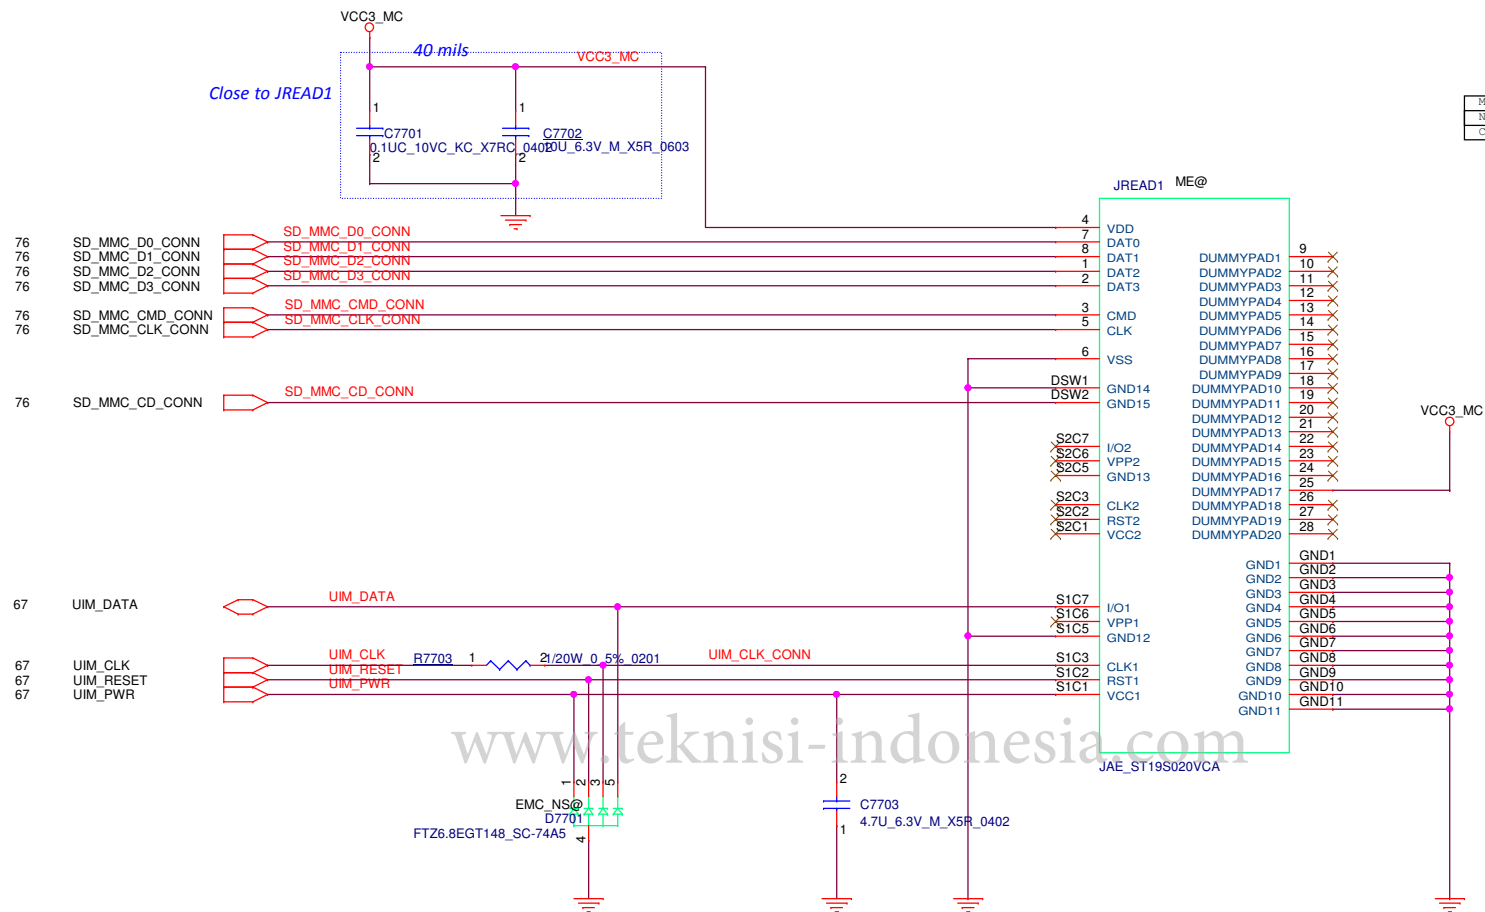 VCC3_MC
40 mils
VCC3_MC
Close to JREAD1
1
C7701
0.1UC_10VC_KC_X7RC_0402
2
1
C7702
10U_6.3V_M_X5R_0603
2
M
N
C
JREAD1 ME@
76 SD_MMC_D0_CONN SD_MMC_D0_CONN
76 SD_MMC_D1_CONN SD_MMC_D1_CONN
76 SD_MMC_D2_CONN SD_MMC_D2_CONN
76 SD_MMC_D3_CONN SD_MMC_D3_CONN
76 SD_MMC_CMD_CONN SD_MMC_CMD_CONN
76 SD_MMC_CLK_CONN SD_MMC_CLK_CONN
76 SD_MMC_CD_CONN SD_MMC_CD_CONN
4 VDD
7 DAT0
8 DAT1
1 DAT2
2 DAT3
3 CMD
5 CLK
6 VSS
DSW1 GND14
DSW2 GND15
S2C7 I/O2
S2C6 VPP2
S2C5 GND13
S2C3 CLK2
S2C2 RST2
S2C1 VCC2
S1C7 I/O1
S1C6 VPP1
S1C5 GND12
S1C3 CLK1
S1C2 RST1
S1C1 VCC1
DUMMYPAD1 9
DUMMYPAD2 10
DUMMYPAD3 11
DUMMYPAD4 12
DUMMYPAD5 13
DUMMYPAD6 14
DUMMYPAD7 15
DUMMYPAD8 16
DUMMYPAD9 17
DUMMYPAD10 18
DUMMYPAD11 19
DUMMYPAD12 20
DUMMYPAD13 21
DUMMYPAD14 22
DUMMYPAD15 23
DUMMYPAD16 24
DUMMYPAD17 25
DUMMYPAD18 26
DUMMYPAD19 27
DUMMYPAD20 28
VCC3_MC
GND1 GND1
GND2 GND2
GND3 GND3
GND4 GND4
GND5 GND5
GND6 GND6
GND7 GND7
GND8 GND8
GND9 GND9
GND10 GND10
GND11 GND11
JAE_ST19S020VCA
67 UIM_DATA UIM_DATA
67 UIM_CLK UIM_CLK R7703 1 2 1/20W_0_5%_0201 UIM_CLK_CONN
67 UIM_RESET UIM_RESET
67 UIM_PWR UIM_PWR
www.teknisi-indonesia.com
1 2 3 5
EMC_NS@
D7701
FTZ6.8EGT148_SC-74A5
4
2
C7703
4.7U_6.3V_M_X5R_0402
1